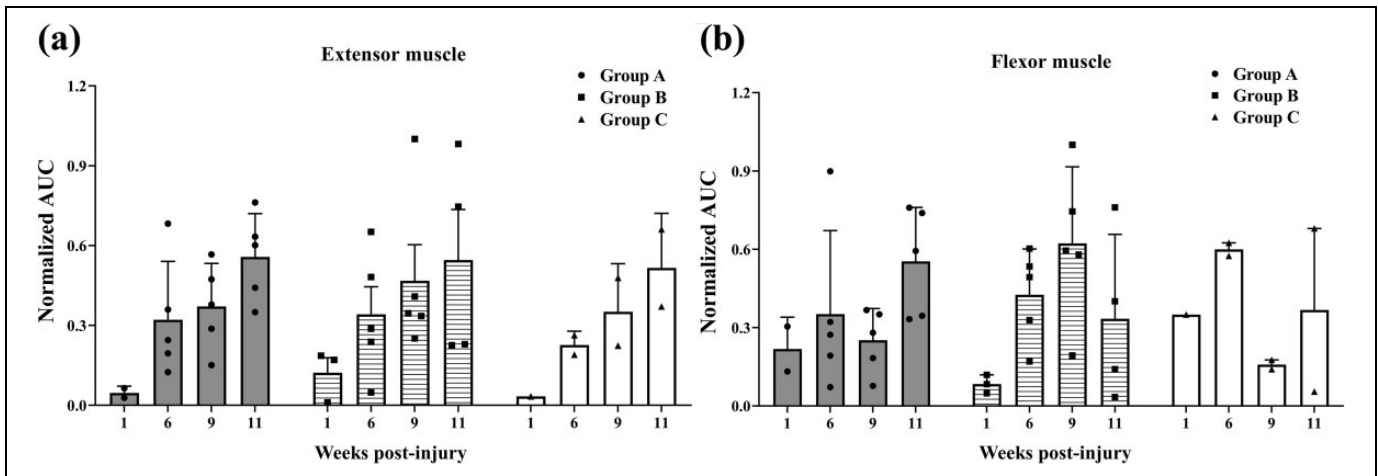 (a)
Extensor muscle
Group A
Group B
Group C
Normalized AUC
1.2
0.9
0.6
0.3
0.0
1 6 9 11 1 6 9 11 1 6 9 11
Weeks post-injury
(b)
Flexor muscle
Group A
Group B
Group C
Normalized AUC
1.2
0.9
0.6
0.3
0.0
1 6 9 11 1 6 9 11 1 6 9 11
Weeks post-injury